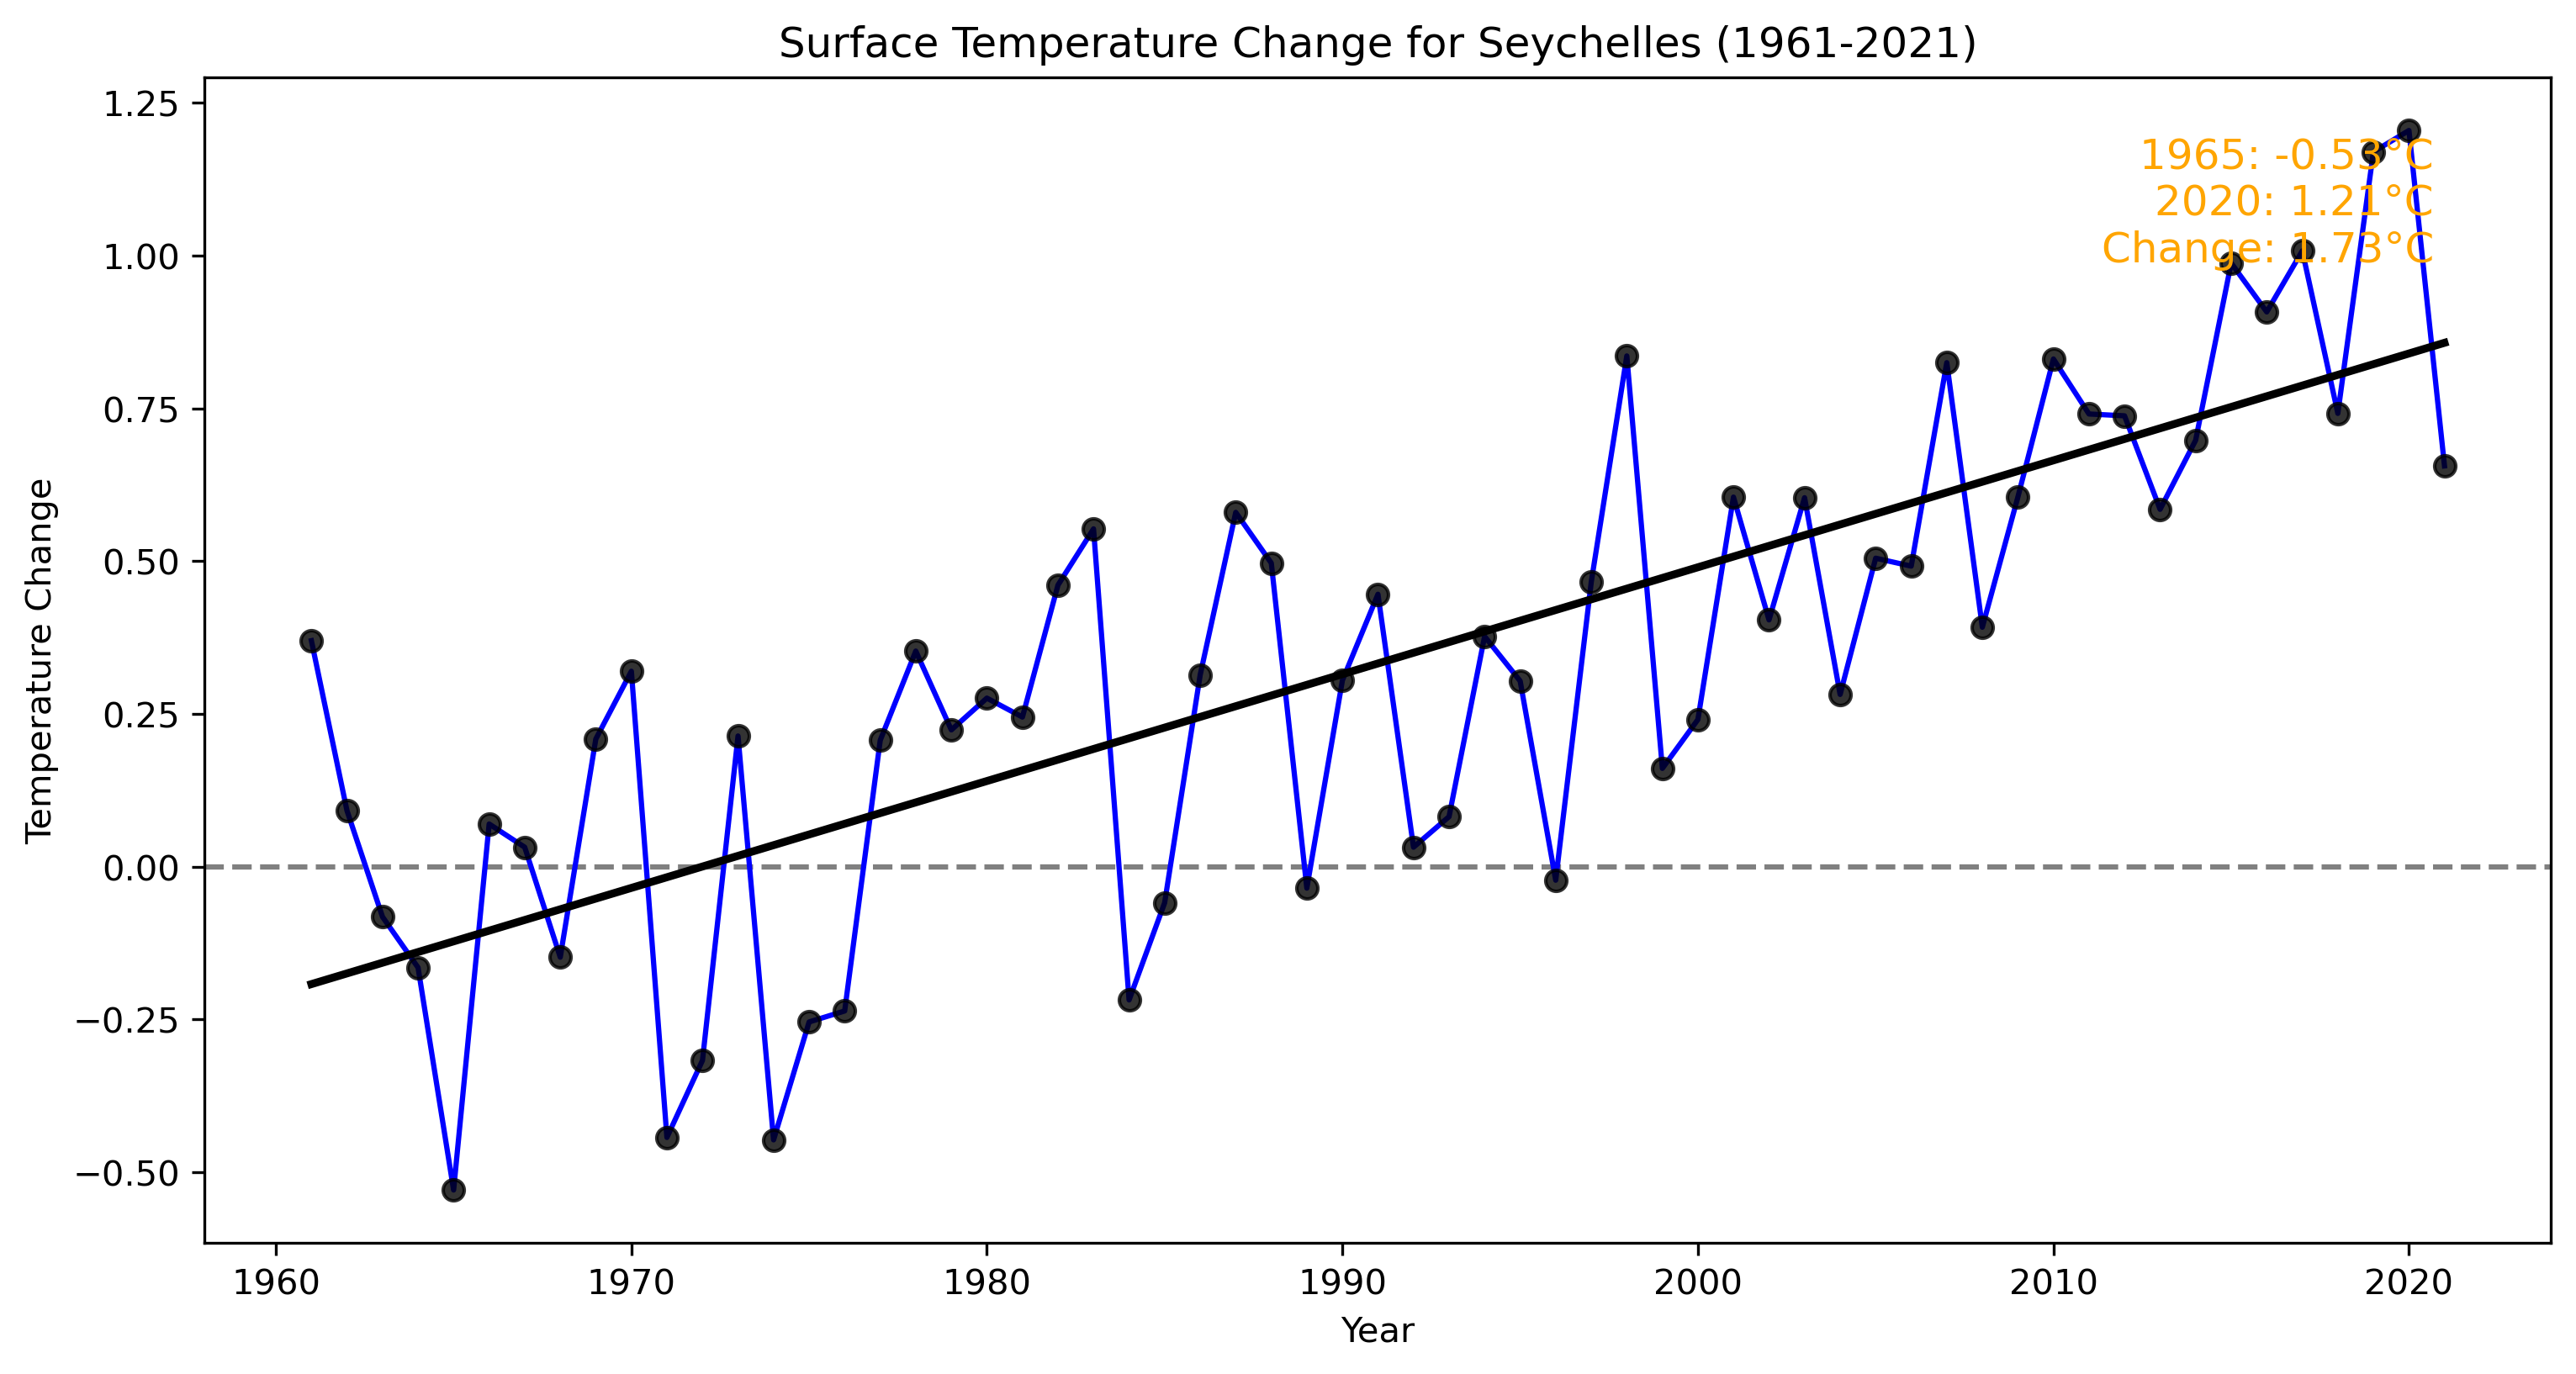 Surface Temperature Change for Seychelles (1961-2021)
1.25
1.00
0.75
0.50
0.25
0.00
−0.25
−0.50
Temperature Change
1965: -0.53°C
2020: 1.21°C
Change: 1.73°C
1960 1970 1980 1990 2000 2010 2020
Year